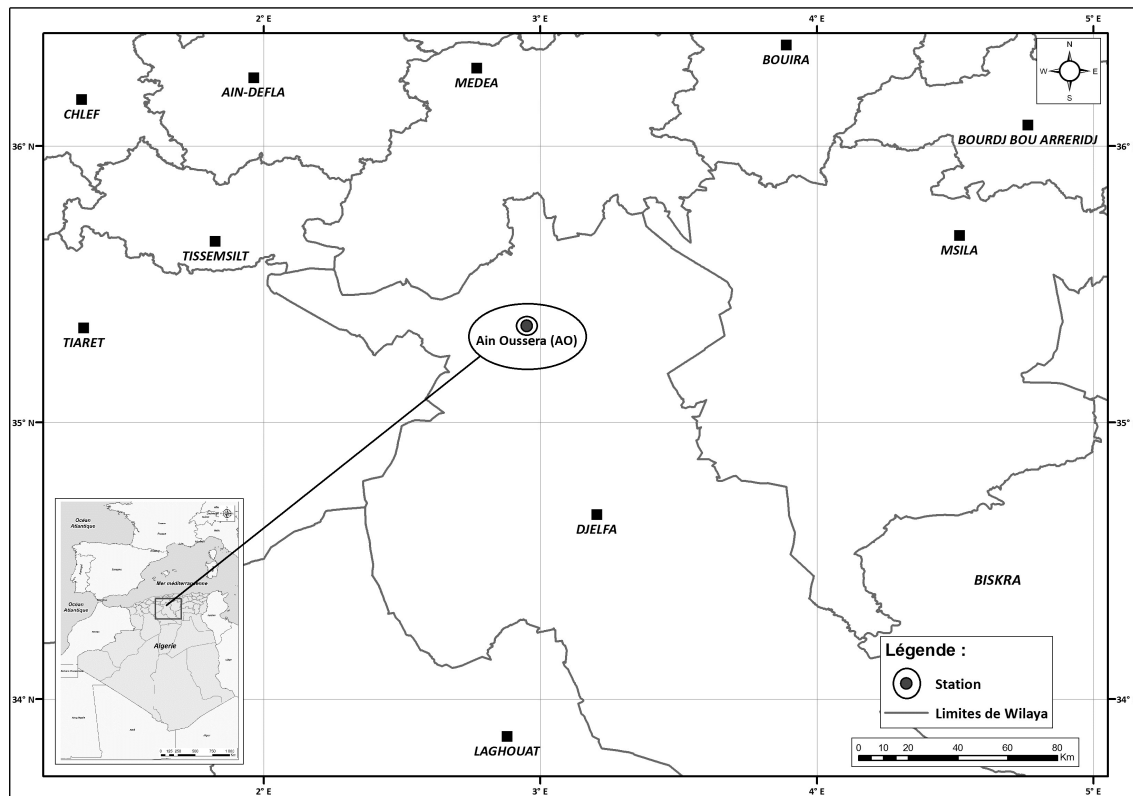 2° E
3° E
4° E
5° E
N
W
E
S
BOUIRA
MEDEA
AIN-DEFLA
CHLEF
BOURDJ BOU ARRERIDJ
36° N
36° N
TISSEMSILT
MSILA
TIARET
Ain Oussera (AO)
35° N
35° N
DJELFA
BISKRA
Océan
Atlantique
Mer méditerranéenne
Océan
Atlantique
Algerie
Légende :
Station
Limites de Wilaya
34° N
34° N
LAGHOUAT
0 10 20 40 60 80
Km
2° E
3° E
4° E
5° E